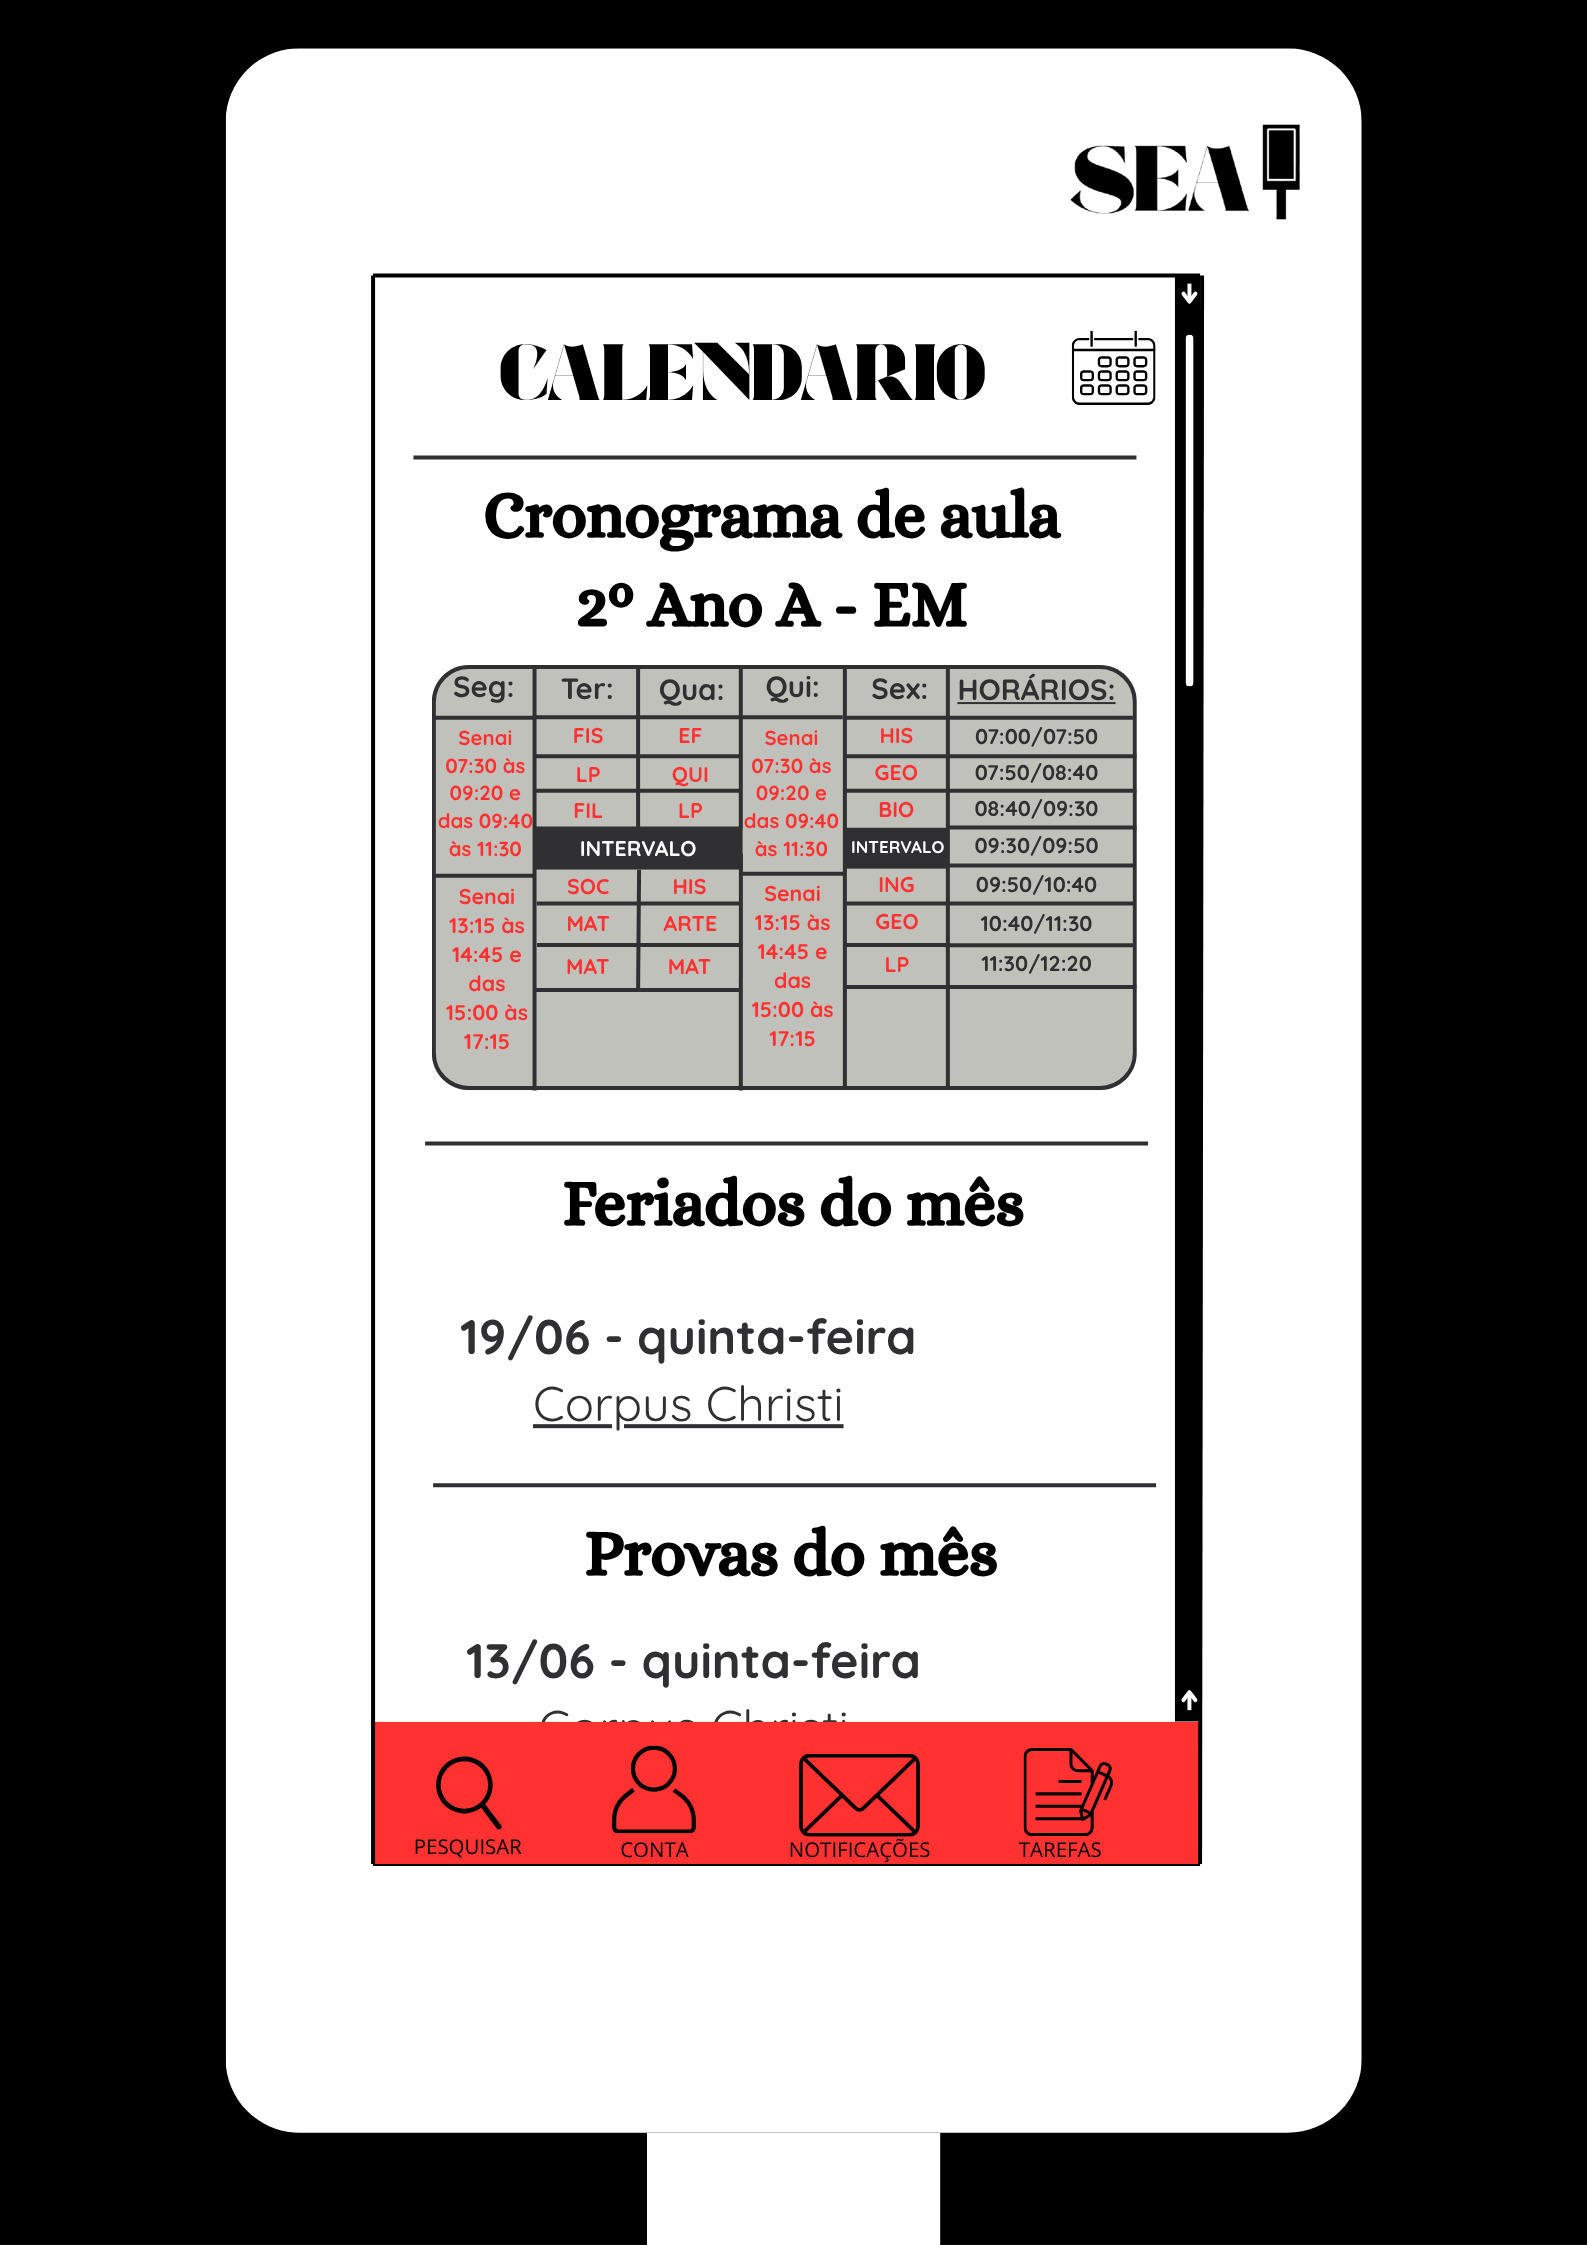 SEA
CALENDARIO
Cronograma de aula
2º Ano A - EM
Seg: Ter: Qua: Qui: Sex: HORÁRIOS:
Senai
07:30 às
09:20 e
das 09:40
às 11:30
Senai
13:15 às
14:45 e
das
15:00 às
17:15
FIS EF
LP QUI
FIL LP
INTERVALO
SOC HIS
MAT ARTE
MAT MAT
Senai
07:30 às
09:20 e
das 09:40
às 11:30
Senai
13:15 às
14:45 e
das
15:00 às
17:15
HIS 07:00/07:50
GEO 07:50/08:40
BIO 08:40/09:30
INTERVALO 09:30/09:50
ING 09:50/10:40
GEO 10:40/11:30
LP 11:30/12:20
Feriados do mês
19/06 - quinta-feira
Corpus Christi
Provas do mês
13/06 - quinta-feira
Corpus Christi
PESQUISAR CONTA NOTIFICAÇÕES TAREFAS